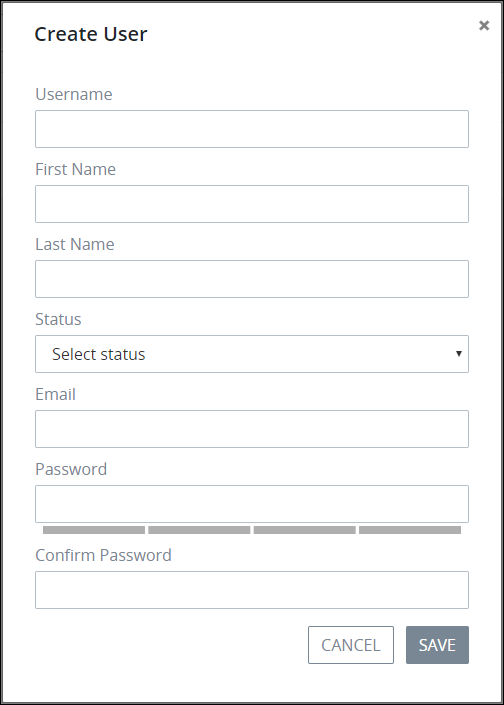 Create User
Username
First Name
Last Name
Status
Select status
Email
Password
Confirm Password
CANCEL SAVE